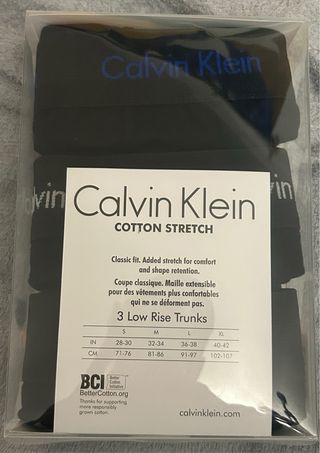 Calvin Klein
vin Klein
Calvin Klein
COTTON STRETCH
Classic fit. Added stretch for comfort
and shape retention.
Coupe classique. Maille extensible
pour des vêtements plus confortables
qui ne se déforment pas.
3 Low Rise Trunks
S M L XL
IN 28-30 32-34 36-38 40-42
CM 71-76 81-86 91-97 102-107
BCI Better Cotton Initiative
BetterCotton.org
Thanks for supporting
more responsibly
grown cotton.
calvinklein.com